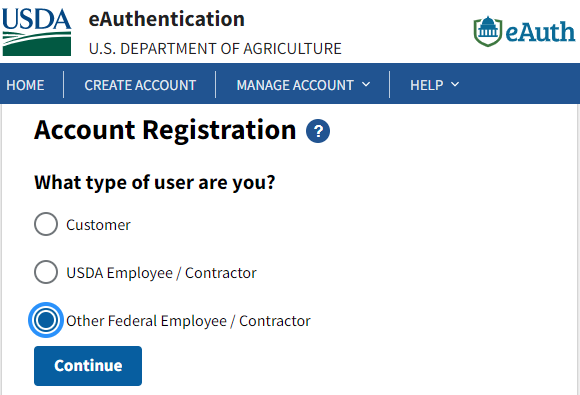 USDA
eAuthentication
U.S. DEPARTMENT OF AGRICULTURE
eAuth
HOME CREATE ACCOUNT MANAGE ACCOUNT HELP
Account Registration ?
What type of user are you?
Customer
USDA Employee / Contractor
Other Federal Employee / Contractor
Continue